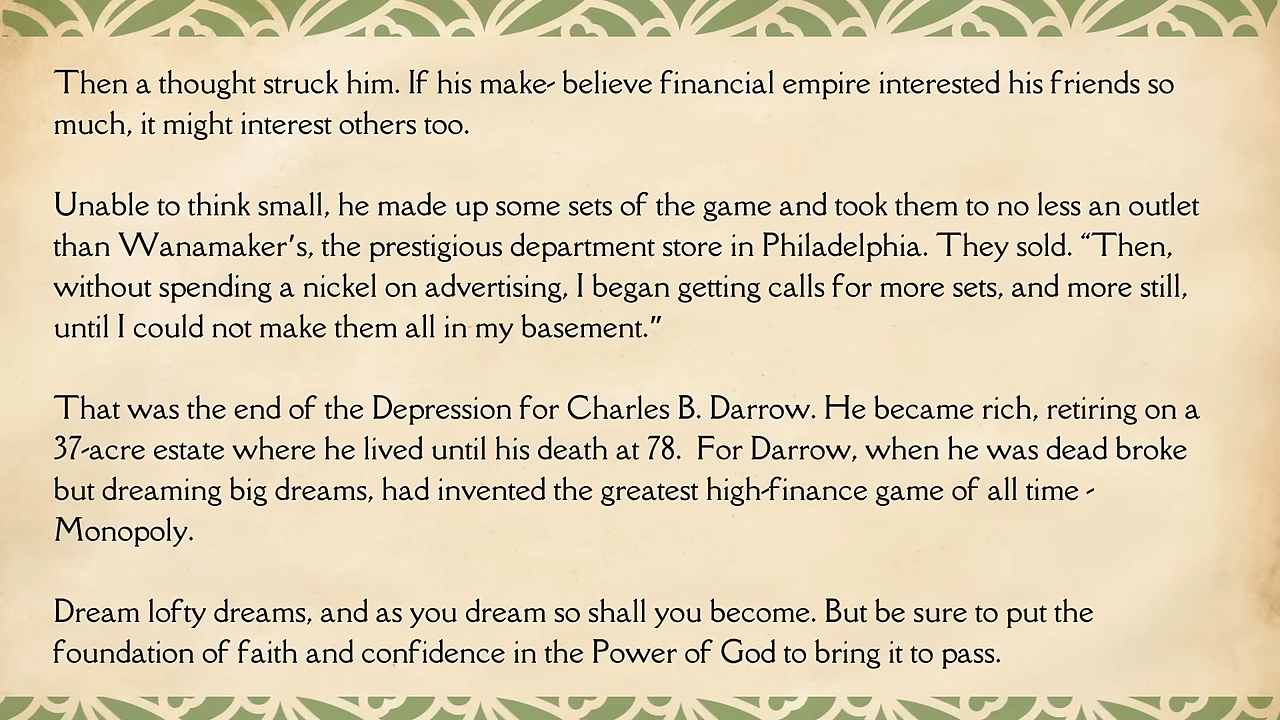 Then a thought struck him. If his make- believe financial empire interested his friends so
much, it might interest others too.
Unable to think small, he made up some sets of the game and took them to no less an outlet
than Wanamaker's, the prestigious department store in Philadelphia. They sold. “Then,
without spending a nickel on advertising, I began getting calls for more sets, and more still,
until I could not make them all in my basement.”
That was the end of the Depression for Charles B. Darrow. He became rich, retiring on a
37-acre estate where he lived until his death at 78.  For Darrow, when he was dead broke
but dreaming big dreams, had invented the greatest high-finance game of all time -
Monopoly.
Dream lofty dreams, and as you dream so shall you become. But be sure to put the
foundation of faith and confidence in the Power of God to bring it to pass.